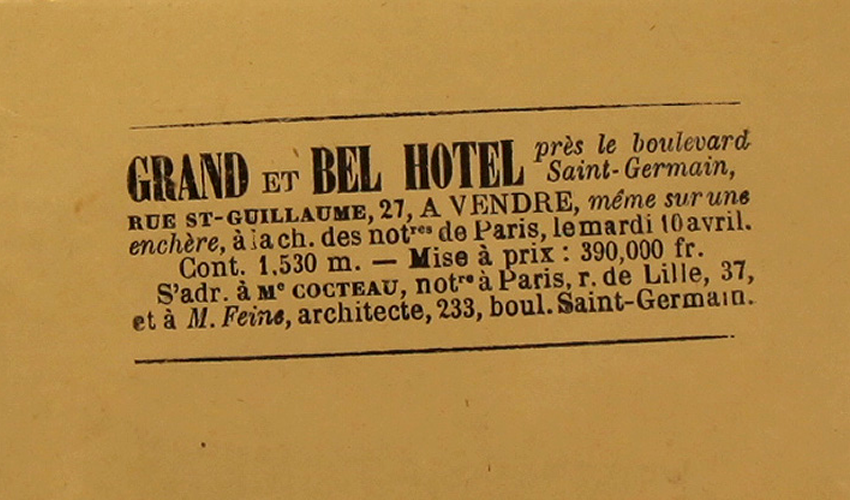 GRAND ET BEL HOTEL près le boulevard
Saint-Germain,
RUE ST-GUILLAUME, 27, A VENDRE, même sur une
enchère, à la ch. des notres de Paris, le mardi 10 avril.
Cont. 1,530 m. — Mise à prix : 390,000 fr.
S'adr. à Me COCTEAU, notre à Paris, r. de Lille, 37,
et à M. Feine, architecte, 233, boul. Saint-Germain.